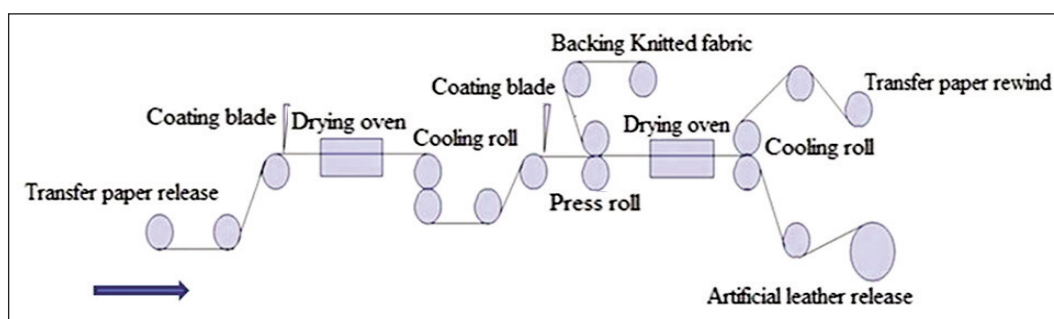 Backing Knitted fabric
Coating blade
Transfer paper rewind
Coating blade
Drying oven
Drying oven
Cooling roll
Cooling roll
Transfer paper release
Press roll
Artificial leather release